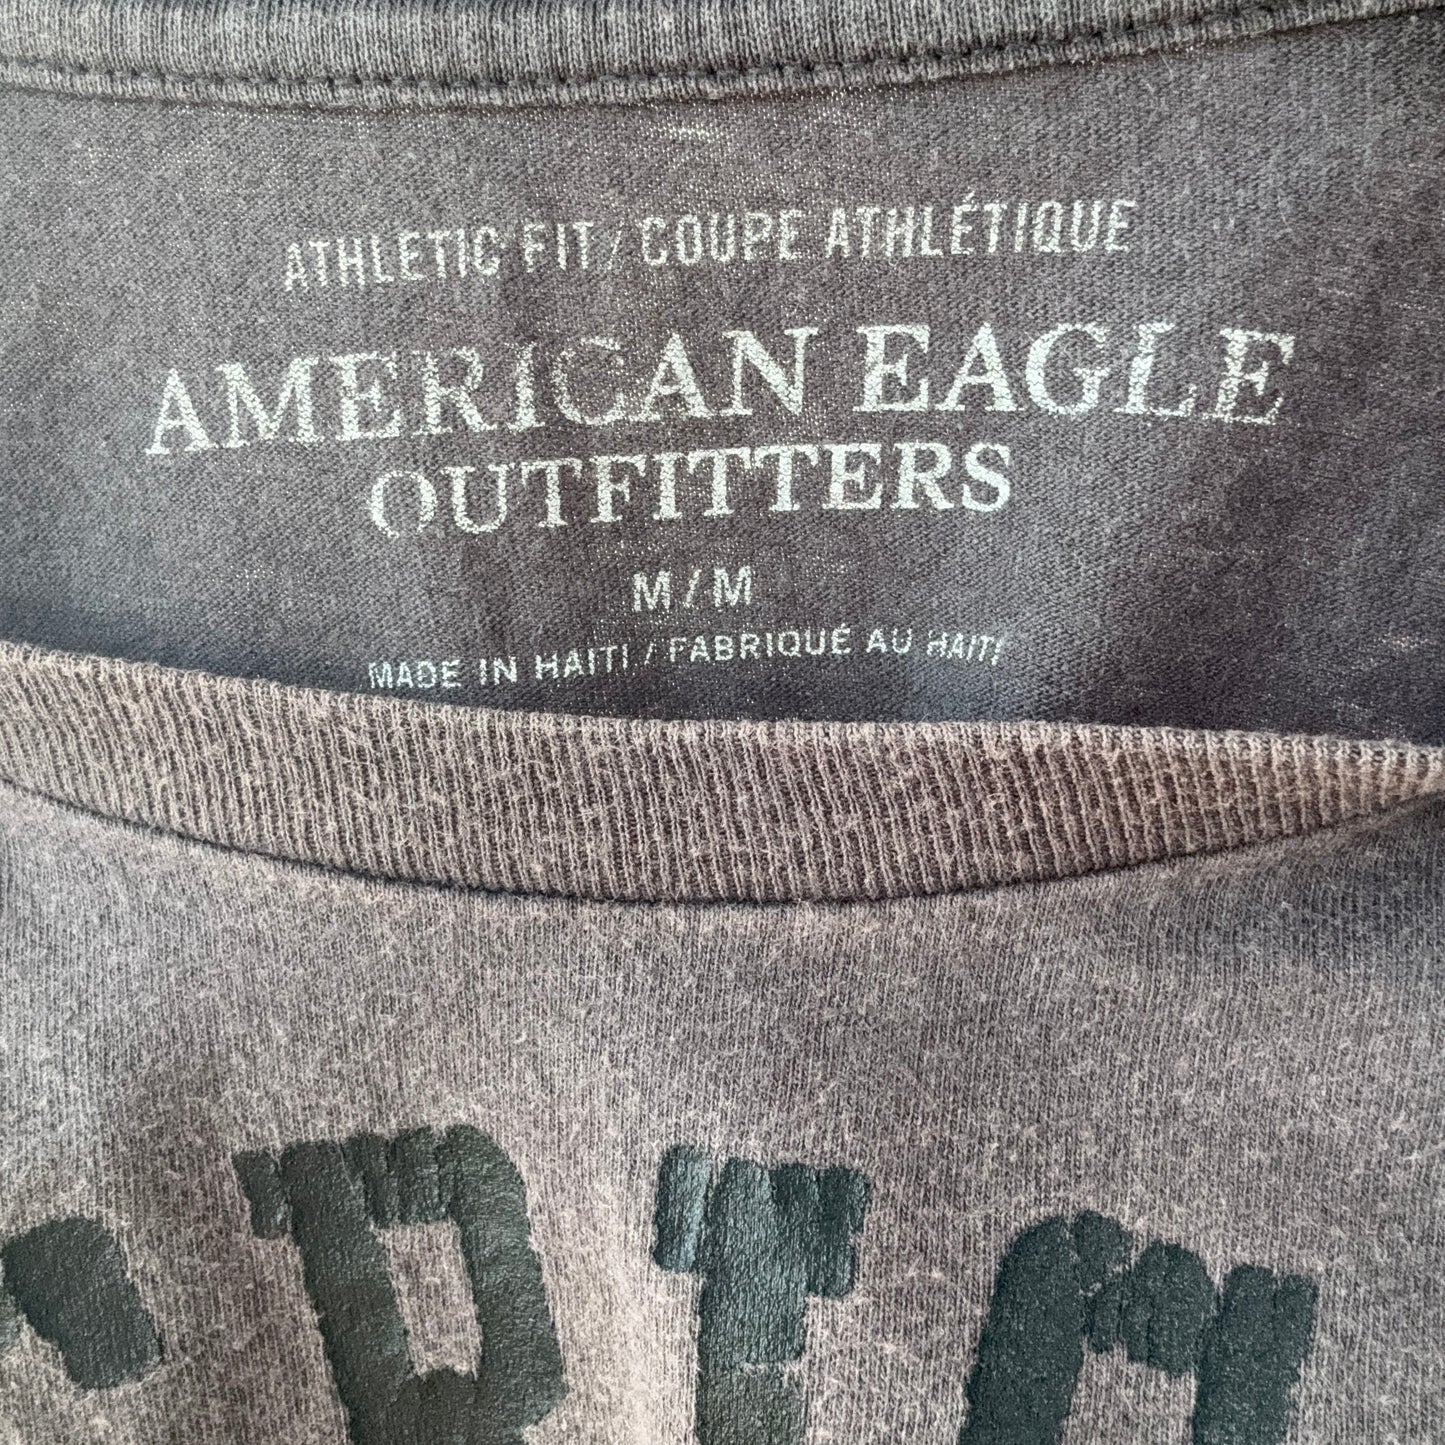 ATHLETIC FIT / COUPE ATHLÉTIQUE
AMERICAN EAGLE
OUTFITTERS
M / M
MADE IN HAITI / FABRIQUÉ AU HAITI